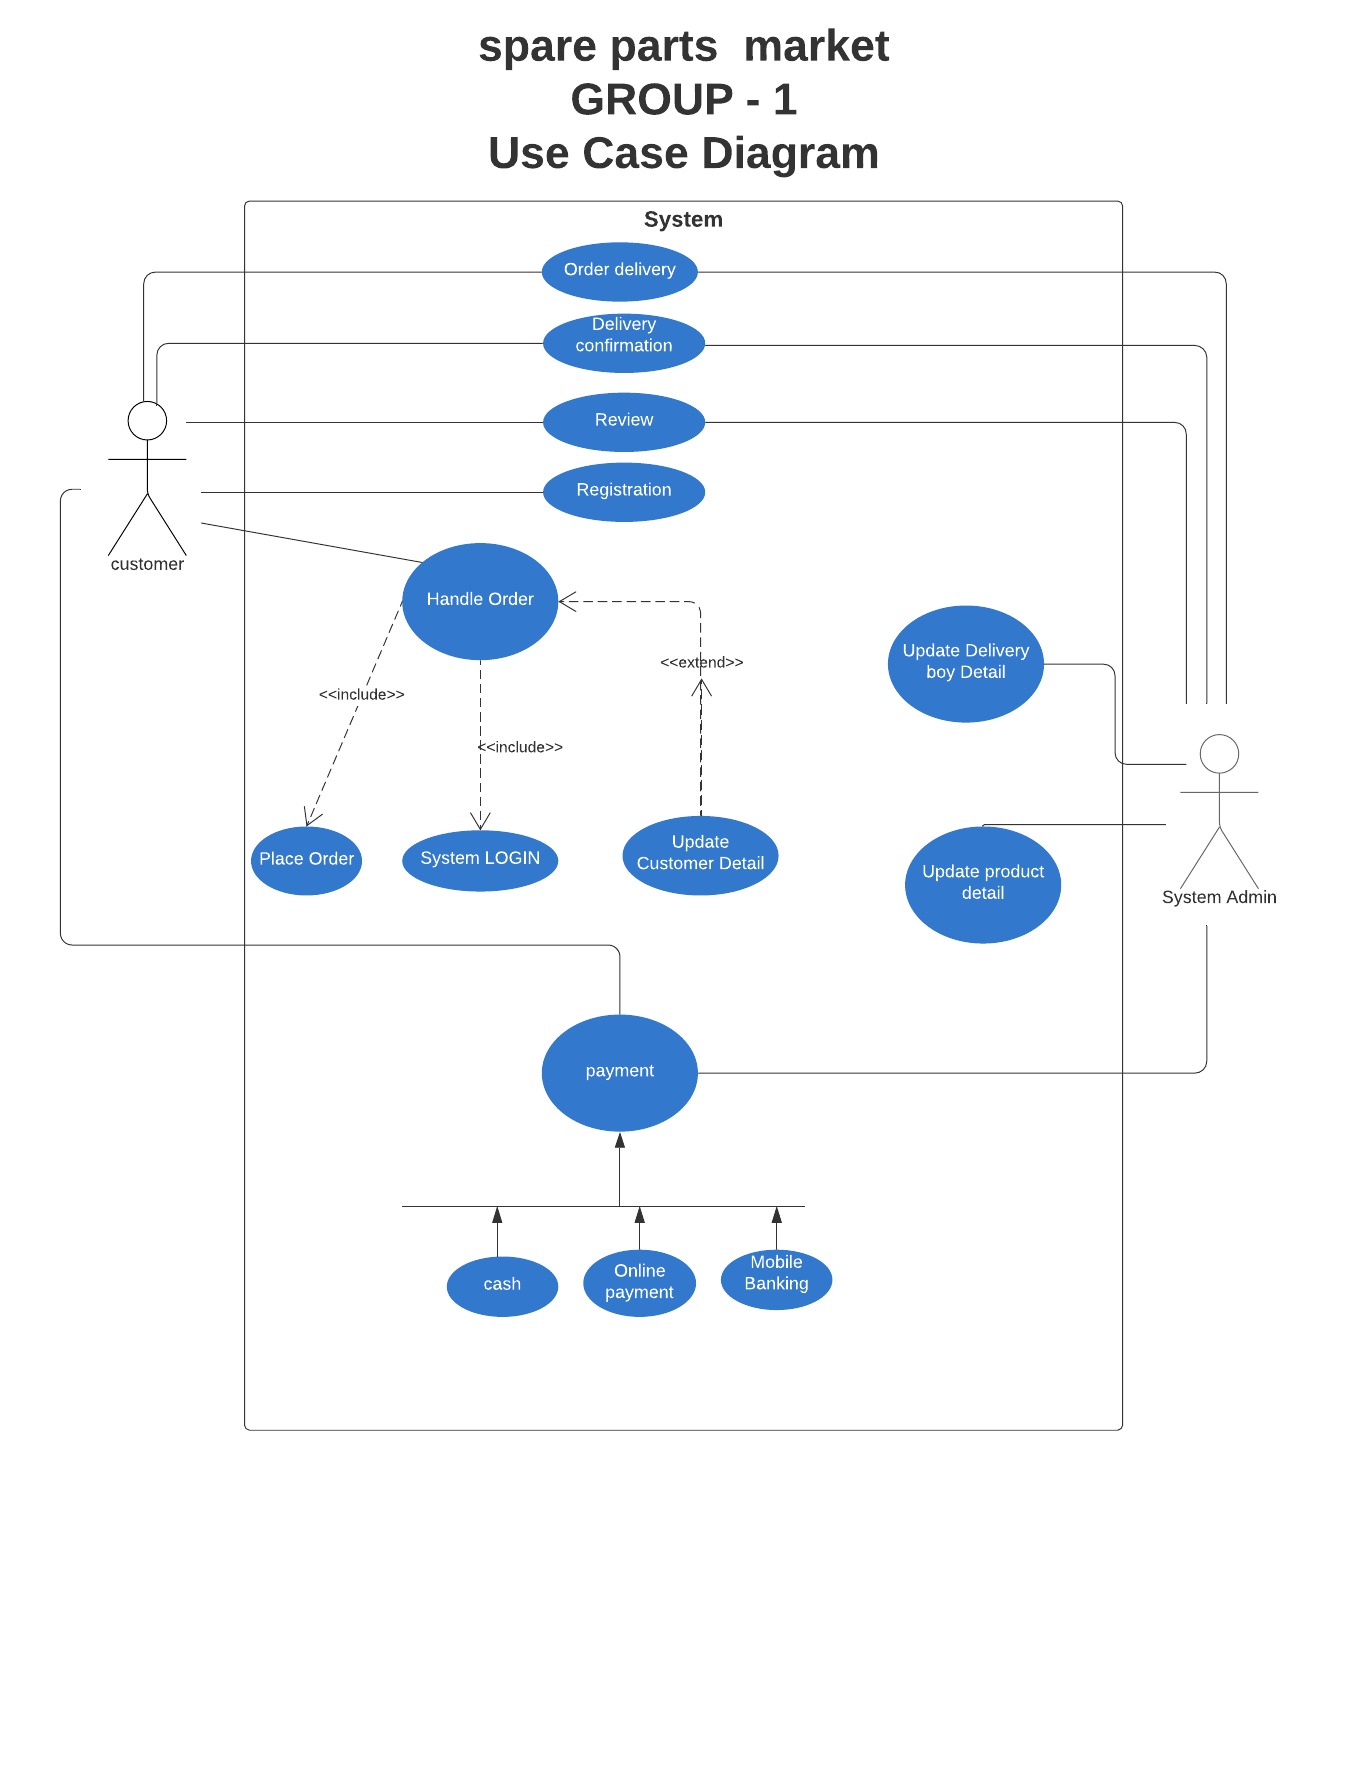 spare parts  market
GROUP - 1
Use Case Diagram
System
Order delivery
Delivery
confirmation
Review
Registration
customer
Handle Order
Update Delivery
boy Detail
<<extend>>
<<include>>
<<include>>
Place Order
System LOGIN
Update
Customer Detail
Update product
detail
System Admin
payment
cash
Online
payment
Mobile
Banking